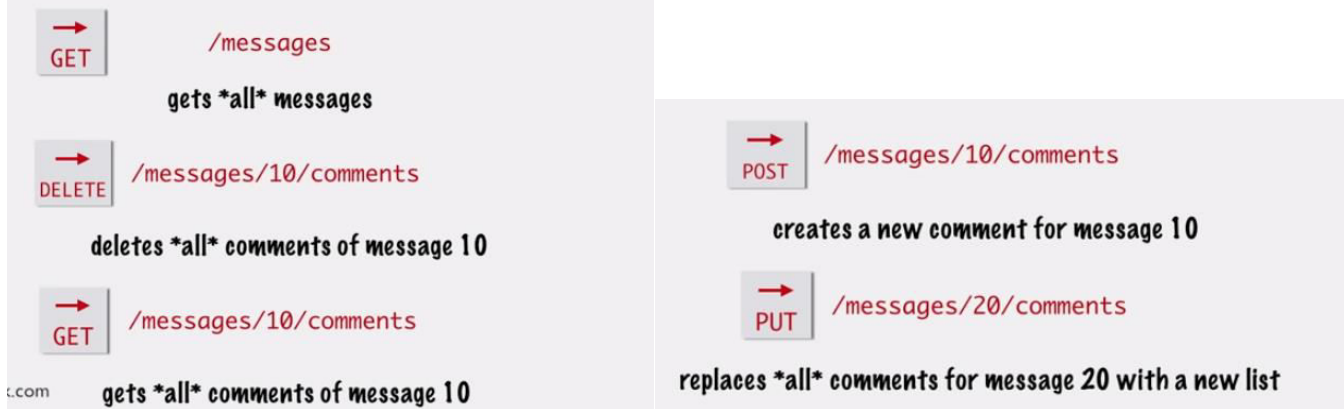 GET /messages
gets *all* messages
DELETE /messages/10/comments
deletes *all* comments of message 10
GET /messages/10/comments
gets *all* comments of message 10
.com
POST /messages/10/comments
creates a new comment for message 10
PUT /messages/20/comments
replaces *all* comments for message 20 with a new list